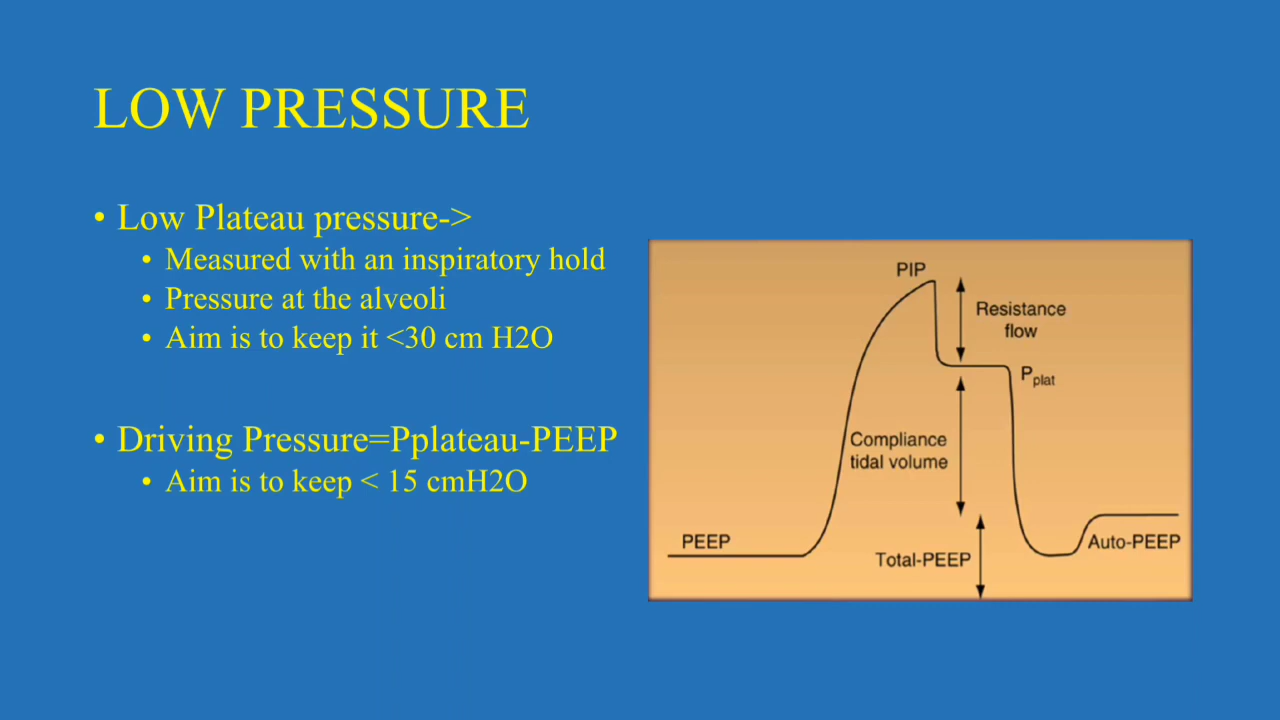 LOW PRESSURE
• Low Plateau pressure->
• Measured with an inspiratory hold
• Pressure at the alveoli
• Aim is to keep it <30 cm H2O
• Driving Pressure=Pplateau-PEEP
• Aim is to keep < 15 cmH2O
PIP
Resistance
flow
Pplat
Compliance
tidal volume
PEEP
Auto-PEEP
Total-PEEP